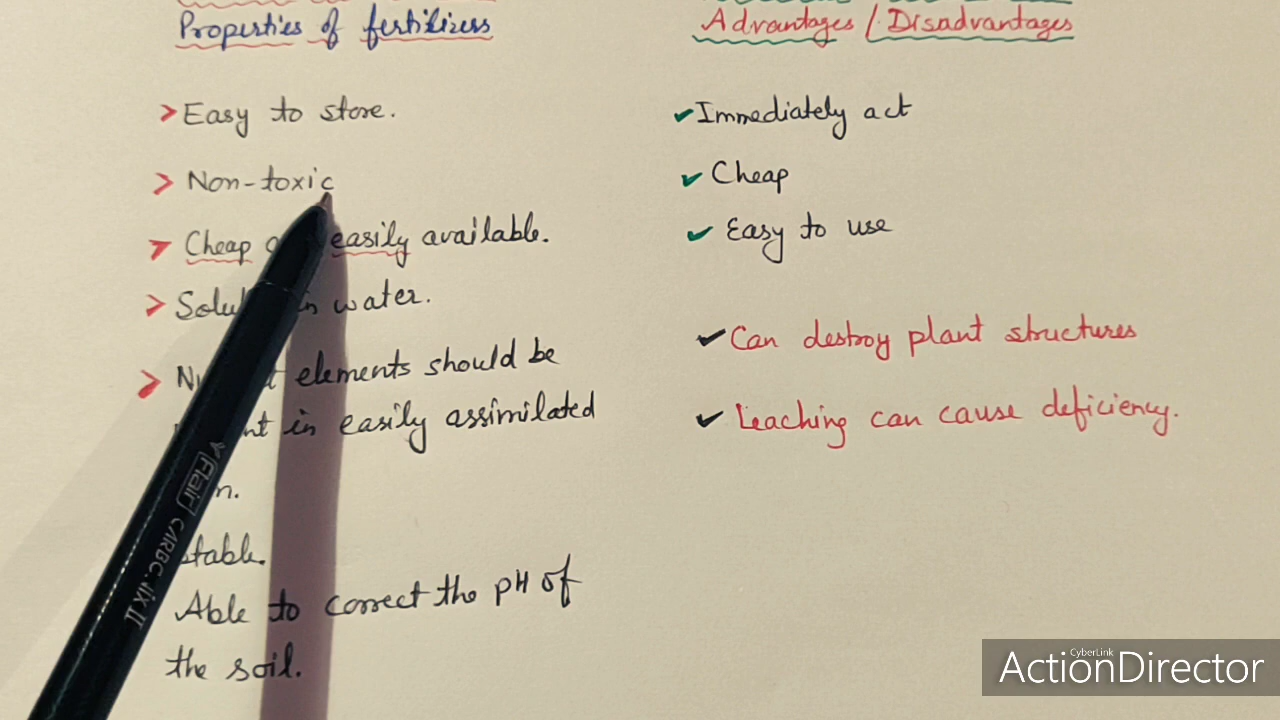 Properties of fertilizers
Easy to store.
Non-toxic
Cheap easily available.
in water.
elements should be
in easily assimilated
stable.
Able to correct the pH of
the soil.
Advantages / Disadvantages
Immediately act
Cheap
Easy to use
Can destroy plant structures
Leaching can cause deficiency.
Flair
CyberLink
ActionDirector